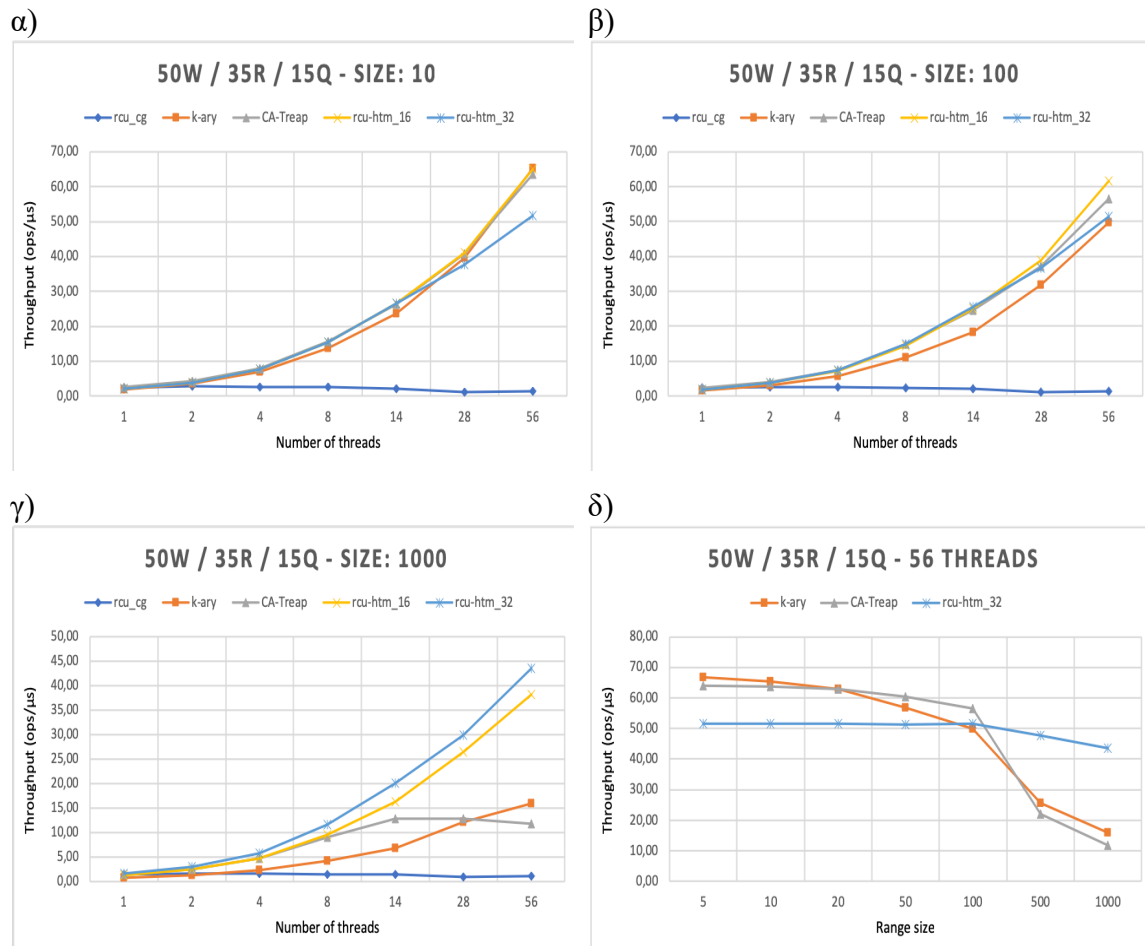 α)
50W / 35R / 15Q - SIZE: 10
rcu_cg k-ary CA-Treap rcu-htm_16 rcu-htm_32
Throughput (ops/μs)
70,00
60,00
50,00
40,00
30,00
20,00
10,00
0,00
1 2 4 8 14 28 56
Number of threads
β)
50W / 35R / 15Q - SIZE: 100
rcu_cg k-ary CA-Treap rcu-htm_16 rcu-htm_32
Throughput (ops/μs)
70,00
60,00
50,00
40,00
30,00
20,00
10,00
0,00
1 2 4 8 14 28 56
Number of threads
γ)
50W / 35R / 15Q - SIZE: 1000
rcu_cg k-ary CA-Treap rcu-htm_16 rcu-htm_32
Throughput (ops/μs)
50,00
45,00
40,00
35,00
30,00
25,00
20,00
15,00
10,00
5,00
0,00
1 2 4 8 14 28 56
Number of threads
δ)
50W / 35R / 15Q - 56 THREADS
k-ary CA-Treap rcu-htm_32
Throughput (ops/μs)
80,00
70,00
60,00
50,00
40,00
30,00
20,00
10,00
0,00
5 10 20 50 100 500 1000
Range size